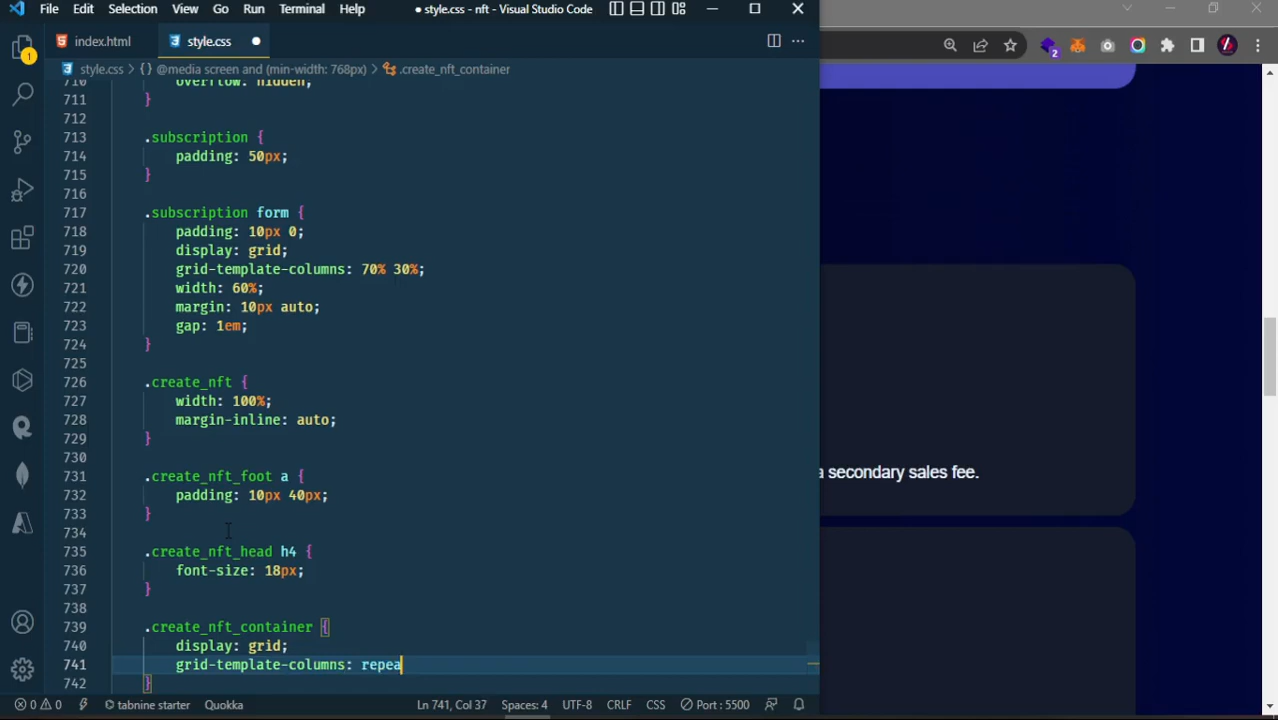 File Edit Selection View Go Run Terminal Help ● style.css - nft - Visual Studio Code
index.html style.css ●
style.css > {} @media screen and (min-width: 768px) > .create_nft_container
710 overflow: hidden;
711 }
712
713 .subscription {
714 padding: 50px;
715 }
716
717 .subscription form {
718 padding: 10px 0;
719 display: grid;
720 grid-template-columns: 70% 30%;
721 width: 60%;
722 margin: 10px auto;
723 gap: 1em;
724 }
725
726 .create_nft {
727 width: 100%;
728 margin-inline: auto;
729 }
730
731 .create_nft_foot a {
732 padding: 10px 40px;
733 }
734
735 .create_nft_head h4 {
736 font-size: 18px;
737 }
738
739 .create_nft_container {
740 display: grid;
741 grid-template-columns: repea
742 }
1
2
a secondary sales fee.
0 0 tabnine starter Quokka Ln 741, Col 37 Spaces: 4 UTF-8 CRLF CSS Port : 5500